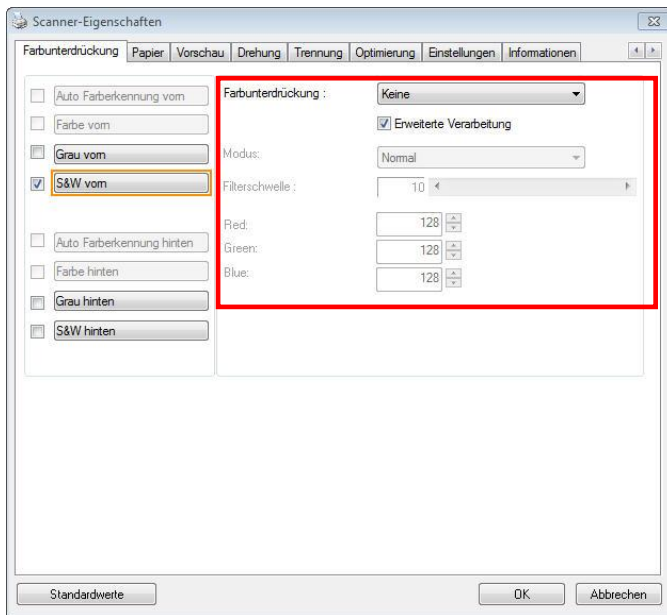 Scanner-Eigenschaften
Farbunterdrückung Papier Vorschau Drehung Trennung Optimierung Einstellungen Informationen
Auto Farberkennung vorn
Farbe vorn
Grau vorn
S&W vorn
Auto Farberkennung hinten
Farbe hinten
Grau hinten
S&W hinten
Farbunterdrückung : Keine
Erweiterte Verarbeitung
Modus: Normal
Filterschwelle : 10
Red: 128
Green: 128
Blue: 128
Standardwerte OK Abbrechen